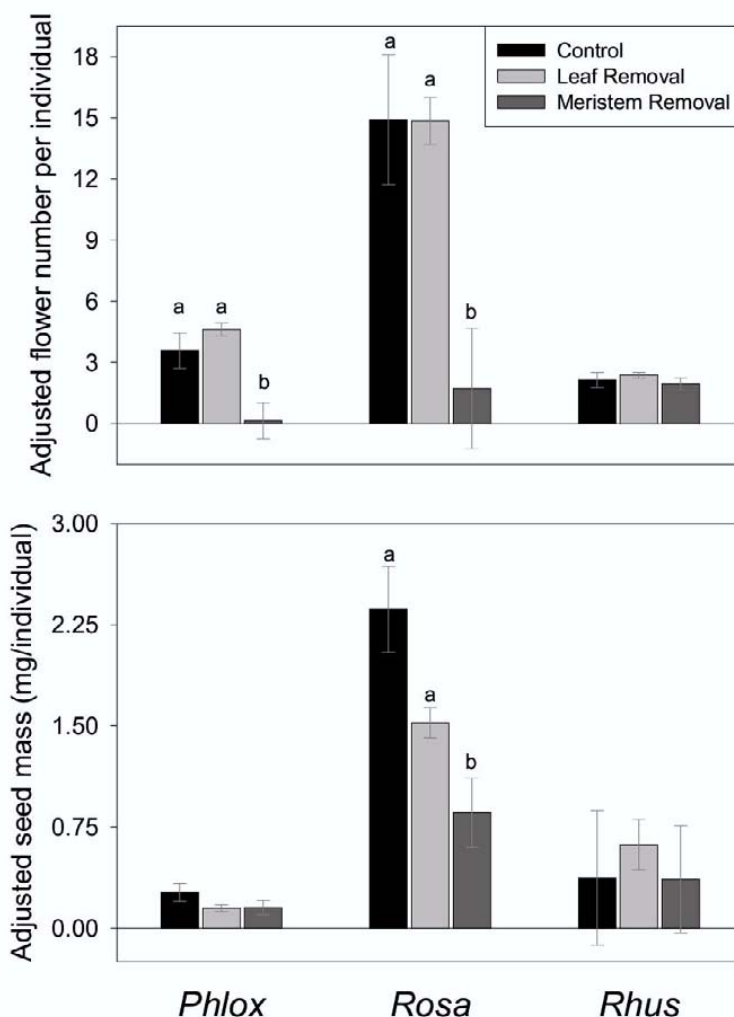 Adjusted flower number per individual
18
15
12
9
6
3
0
a
a
b
a
a
b
Control
Leaf Removal
Meristem Removal
Adjusted seed mass (mg/individual)
3.00
2.25
1.50
0.75
0.00
a
a
b
Phlox
Rosa
Rhus